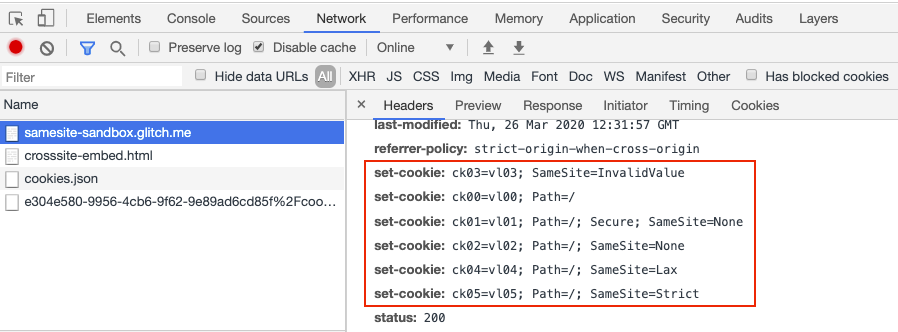 Elements Console Sources Network Performance Memory Application Security Audits Layers
Preserve log Disable cache Online
Filter Hide data URLs All XHR JS CSS Img Media Font Doc WS Manifest Other Has blocked cookies
Name
× Headers Preview Response Initiator Timing Cookies
samesite-sandbox.glitch.me
crosssite-embed.html
cookies.json
e304e580-9956-4cb6-9f62-9e89ad6cd85f%2Fcoo…
last-modified: Thu, 26 Mar 2020 12:31:57 GMT
referrer-policy: strict-origin-when-cross-origin
set-cookie: ck03=vl03; SameSite=InvalidValue
set-cookie: ck00=vl00; Path=/
set-cookie: ck01=vl01; Path=/; Secure; SameSite=None
set-cookie: ck02=vl02; Path=/; SameSite=None
set-cookie: ck04=vl04; Path=/; SameSite=Lax
set-cookie: ck05=vl05; Path=/; SameSite=Strict
status: 200